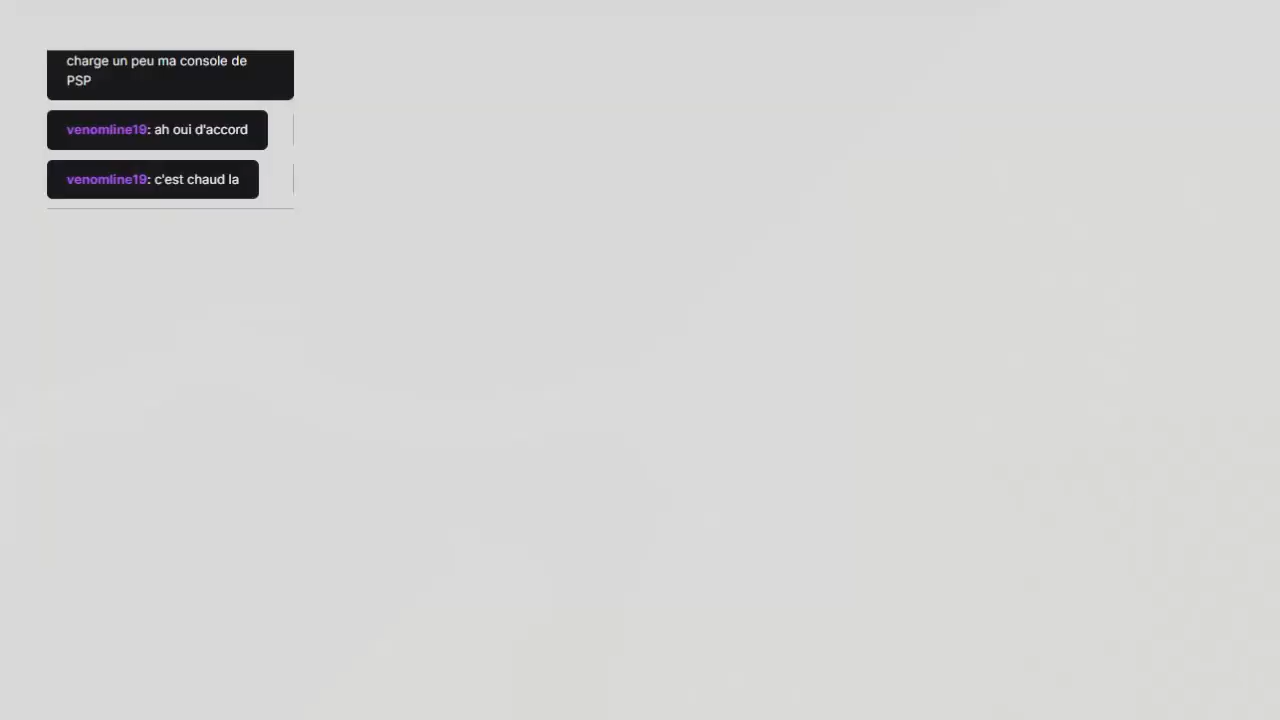 charge un peu ma console de
PSP
venomline19: ah oui d'accord
venomline19: c'est chaud la